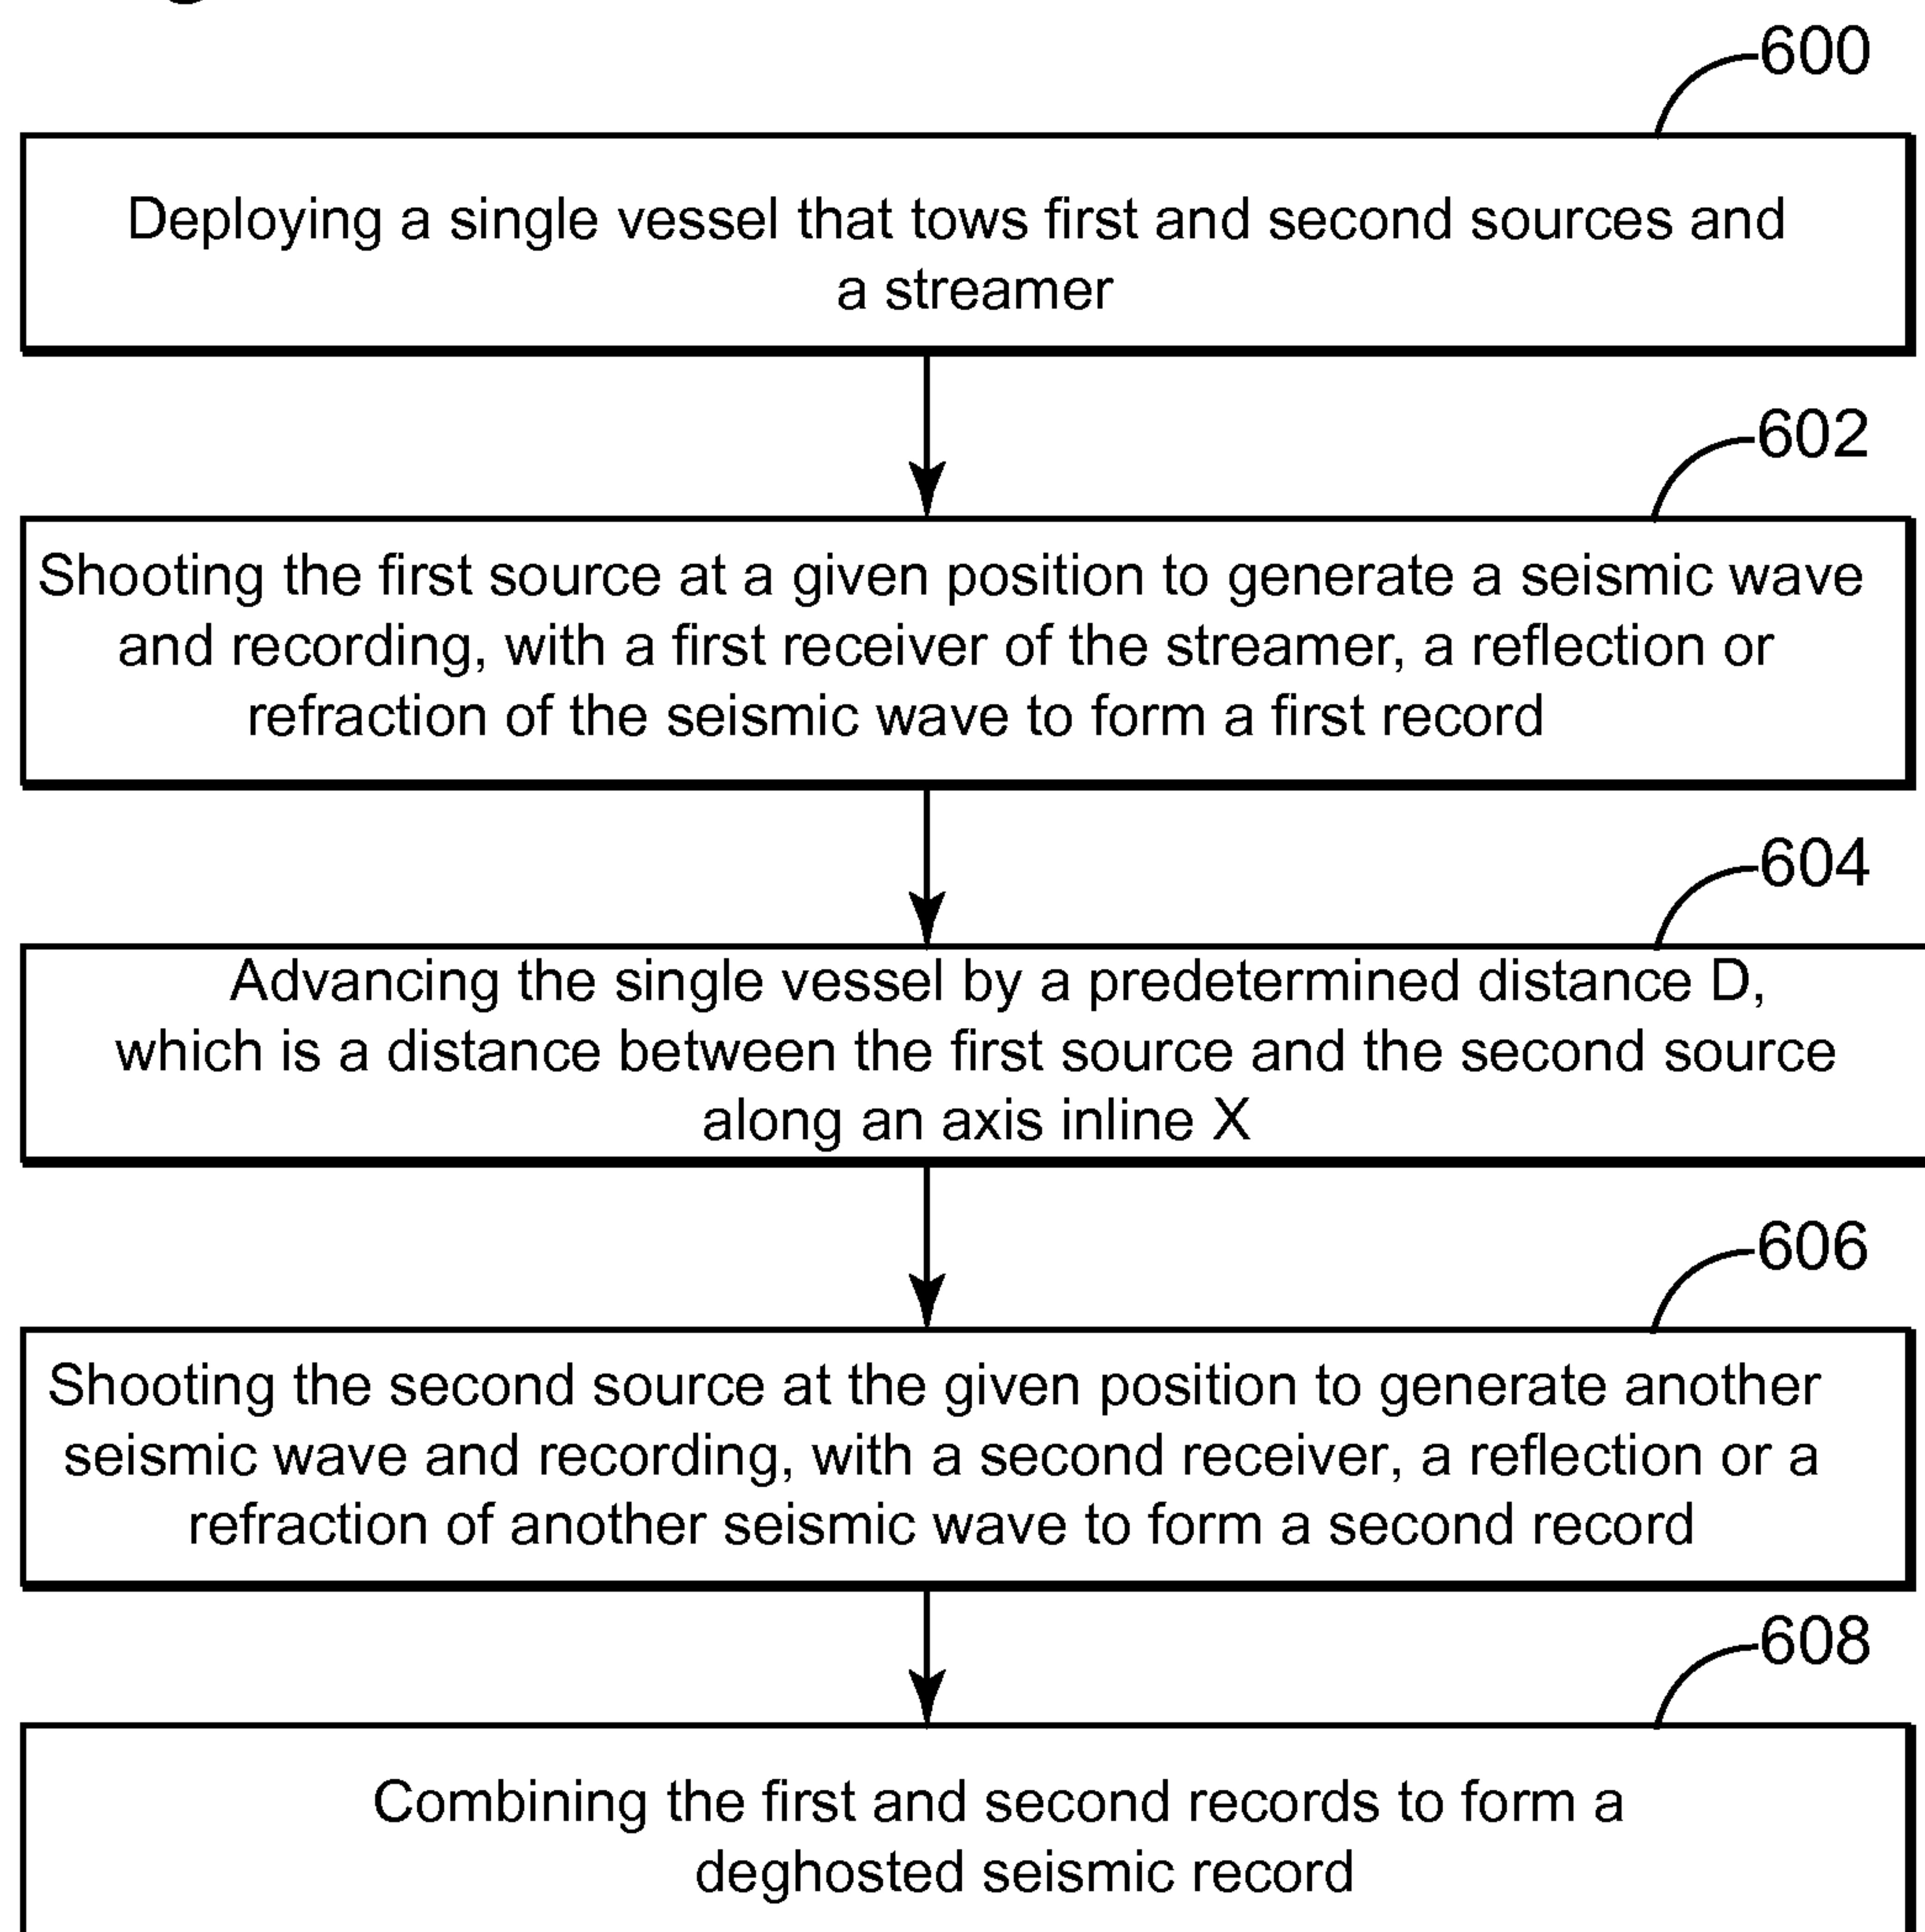 600
Deploying a single vessel that tows first and second sources and
a streamer
602
Shooting the first source at a given position to generate a seismic wave
and recording, with a first receiver of the streamer, a reflection or
refraction of the seismic wave to form a first record
604
Advancing the single vessel by a predetermined distance D,
which is a distance between the first source and the second source
along an axis inline X
606
Shooting the second source at the given position to generate another
seismic wave and recording, with a second receiver, a reflection or a
refraction of another seismic wave to form a second record
608
Combining the first and second records to form a
deghosted seismic record